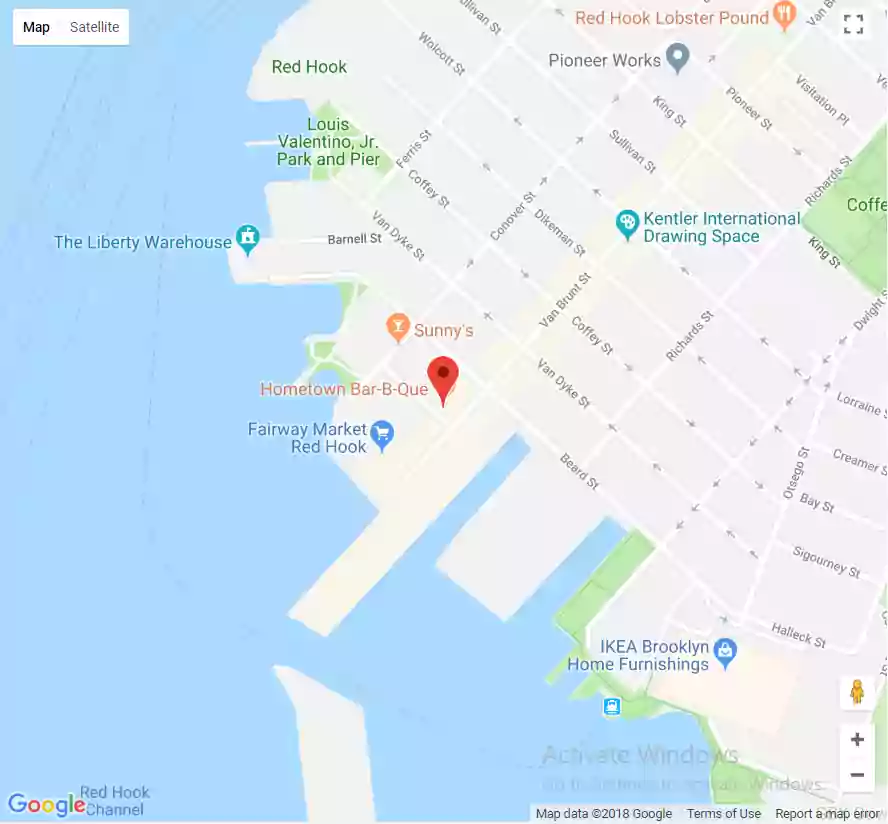 Map Satellite
Sullivan St
Red Hook Lobster Pound
Wolcott St
Pioneer Works
Red Hook
King St
Pioneer St
Visitation Pl
Louis
Valentino, Jr.
Park and Pier
Ferris St
Sullivan St
Coffey St
Richards St
Conover St
Dikeman St
Van Dyke St
Kentler International
Drawing Space
Coffe
The Liberty Warehouse
Barnell St
King St
Van Brunt St
Dwight
Sunny's
Coffey St
Richards St
Hometown Bar-B-Que
Van Dyke St
Lorraine
Fairway Market
Red Hook
Beard St
Otsego St
Creamer S
Bay St
Sigourney St
Halleck St
IKEA Brooklyn
Home Furnishings
Activate Windows
Go to Settings to activate Windows.
Red Hook
Channel
Google
Map data ©2018 Google Terms of Use Report a map error